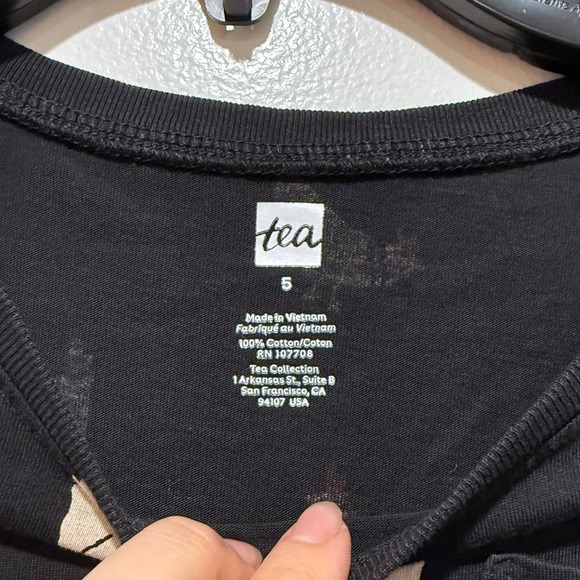 tea
5
Made in Vietnam
Fabriqué au Vietnam
100% Cotton/Coton
RN 107708
Tea Collection
1 Arkansas St., Suite B
San Francisco, CA
94107 USA